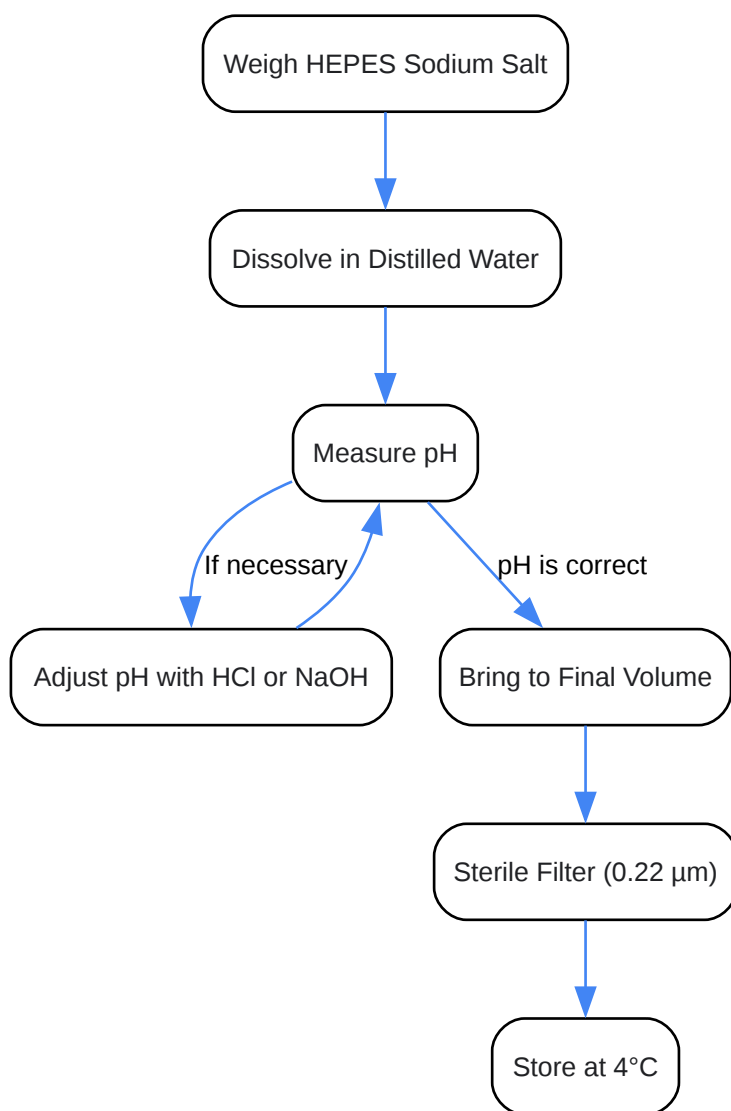 Weigh HEPES Sodium Salt
Dissolve in Distilled Water
Measure pH
If necessary
pH is correct
Adjust pH with HCl or NaOH
Bring to Final Volume
Sterile Filter (0.22 µm)
Store at 4°C